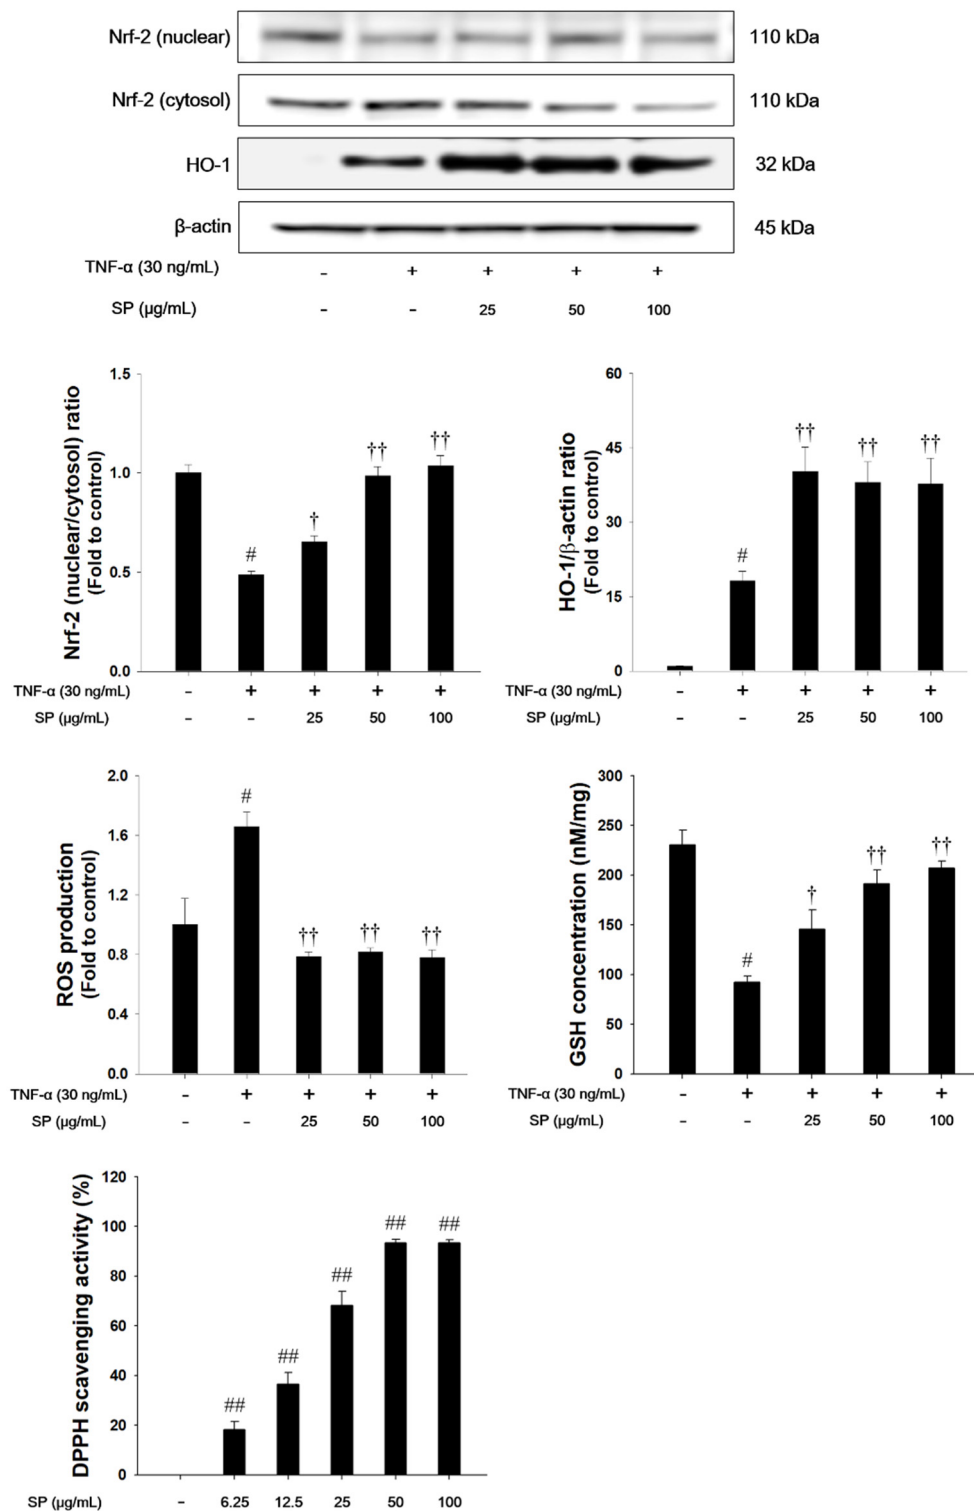 Nrf-2 (nuclear) 110 kDa
Nrf-2 (cytosol) 110 kDa
HO-1 32 kDa
β-actin 45 kDa
TNF-α (30 ng/mL) - + + + +
SP (µg/mL) - - 25 50 100
Nrf-2 (nuclear/cytosol) ratio
(Fold to control)
1.5
1.0
0.5
0.0
# † †† ††
TNF-α (30 ng/mL) - + + + +
SP (µg/mL) - - 25 50 100
HO-1/β-actin ratio
(Fold to control)
60
45
30
15
0
# †† †† ††
TNF-α (30 ng/mL) - + + + +
SP (µg/mL) - - 25 50 100
ROS production
(Fold to control)
2.0
1.6
1.2
0.8
0.4
0.0
# †† †† ††
TNF-α (30 ng/mL) - + + + +
SP (µg/mL) - - 25 50 100
GSH concentration (nM/mg)
300
250
200
150
100
50
0
# † †† ††
TNF-α (30 ng/mL) - + + + +
SP (µg/mL) - - 25 50 100
DPPH scavenging activity (%)
120
100
80
60
40
20
0
## ## ## ## ##
SP (µg/mL) - 6.25 12.5 25 50 100